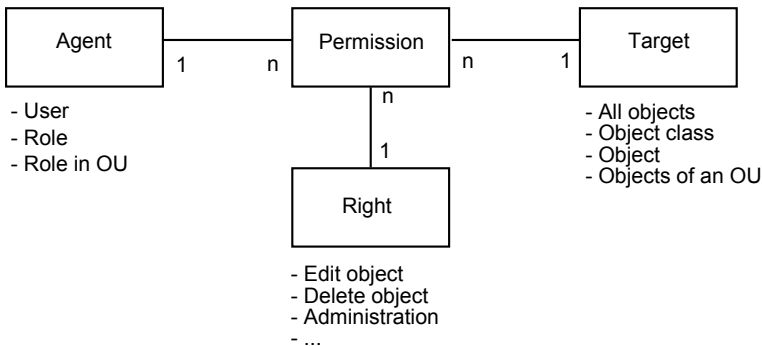 Agent
Permission
Target
1
n
n
1
n
- User
- Role
- Role in OU
- All objects
- Object class
- Object
- Objects of an OU
1
Right
- Edit object
- Delete object
- Administration
- ...